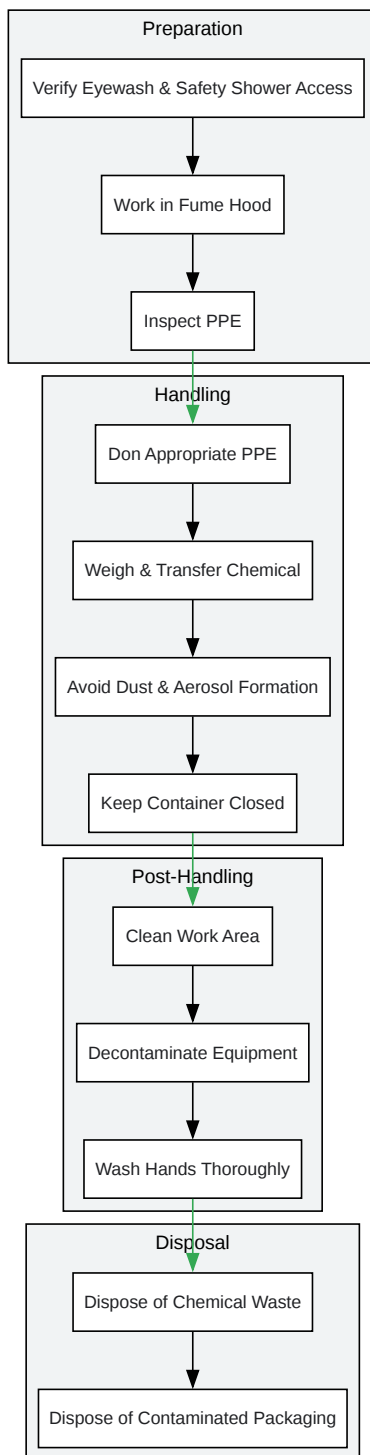 Preparation
Verify Eyewash & Safety Shower Access
Work in Fume Hood
Inspect PPE
Handling
Don Appropriate PPE
Weigh & Transfer Chemical
Avoid Dust & Aerosol Formation
Keep Container Closed
Post-Handling
Clean Work Area
Decontaminate Equipment
Wash Hands Thoroughly
Disposal
Dispose of Chemical Waste
Dispose of Contaminated Packaging